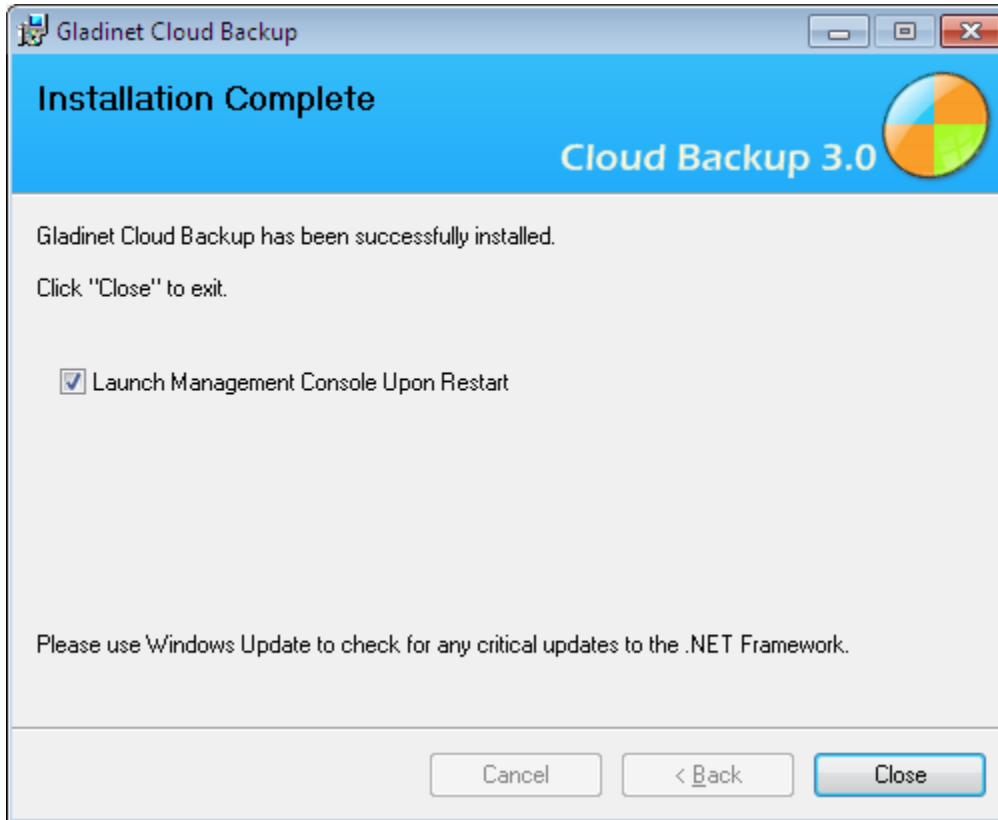 Gladinet Cloud Backup
Installation Complete
Cloud Backup 3.0
Gladinet Cloud Backup has been successfully installed.
Click "Close" to exit.
Launch Management Console Upon Restart
Please use Windows Update to check for any critical updates to the .NET Framework.
Cancel
< Back
Close